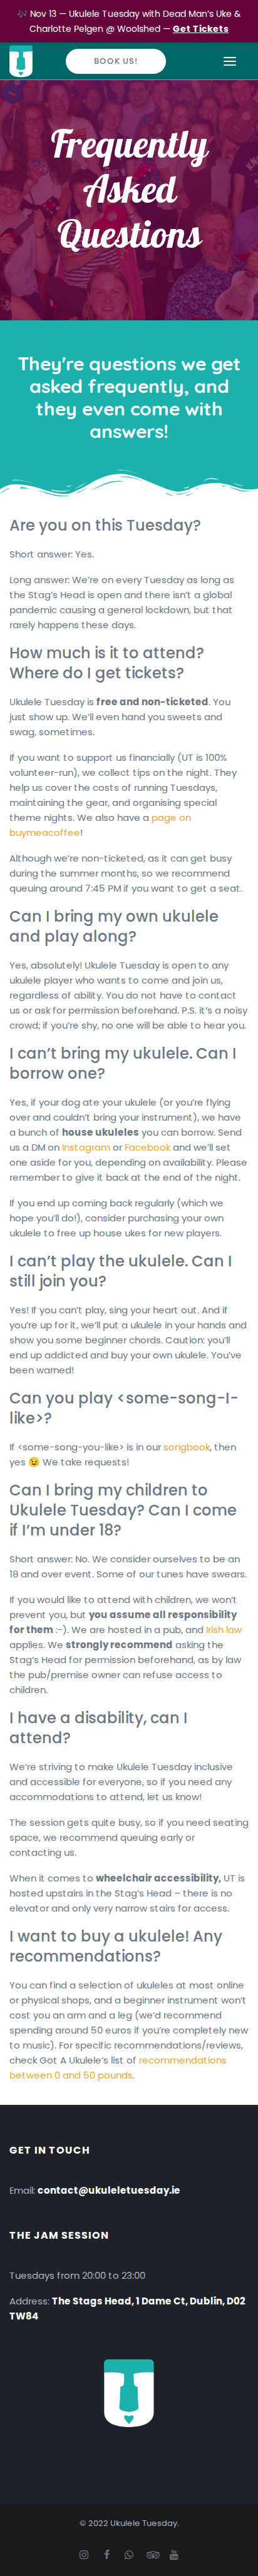 🎶 Nov 13 — Ukulele Tuesday with Dead Man's Uke &
Charlotte Pelgen @ Woolshed — Get Tickets
BOOK US!
Frequently
Asked
Questions
They're questions we get
asked frequently, and
they even come with
answers!
Are you on this Tuesday?
Short answer: Yes.
Long answer: We're on every Tuesday as long as
the Stag's Head is open and there isn't a global
pandemic causing a general lockdown, but that
rarely happens these days.
How much is it to attend?
Where do I get tickets?
Ukulele Tuesday is free and non-ticketed. You
just show up. We'll even hand you sweets and
swag, sometimes.
If you want to support us financially (UT is 100%
volunteer-run), we collect tips on the night. They
help us cover the costs of running Tuesdays,
maintaining the gear, and organising special
theme nights. We also have a page on
buymeacoffee!
Although we're non-ticketed, as it can get busy
during the summer months, so we recommend
queuing around 7:45 PM if you want to get a seat.
Can I bring my own ukulele
and play along?
Yes, absolutely! Ukulele Tuesday is open to any
ukulele player who wants to come and join us,
regardless of ability. You do not have to contact
us or ask for permission beforehand. P.S. it's a noisy
crowd; if you're shy, no one will be able to hear you.
I can't bring my ukulele. Can I
borrow one?
Yes, if your dog ate your ukulele (or you're flying
over and couldn't bring your instrument), we have
a bunch of house ukuleles you can borrow. Send
us a DM on Instagram or Facebook and we'll set
one aside for you, depending on availability. Please
remember to give it back at the end of the night.
If you end up coming back regularly (which we
hope you'll do!), consider purchasing your own
ukulele to free up house ukes for new players.
I can't play the ukulele. Can I
still join you?
Yes! If you can't play, sing your heart out. And if
you're up for it, we'll put a ukulele in your hands and
show you some beginner chords. Caution: you'll
end up addicted and buy your own ukulele. You've
been warned!
Can you play <some-song-I-
like>?
If <some-song-you-like> is in our songbook, then
yes 😉 We take requests!
Can I bring my children to
Ukulele Tuesday? Can I come
if I'm under 18?
Short answer: No. We consider ourselves to be an
18 and over event. Some of our tunes have swears.
If you would like to attend with children, we won't
prevent you, but you assume all responsibility
for them :-). We are hosted in a pub, and Irish law
applies. We strongly recommend asking the
Stag's Head for permission beforehand, as by law
the pub/premise owner can refuse access to
children.
I have a disability, can I
attend?
We're striving to make Ukulele Tuesday inclusive
and accessible for everyone, so if you need any
accommodations to attend, let us know!
The session gets quite busy, so if you need seating
space, we recommend queuing early or
contacting us.
When it comes to wheelchair accessibility, UT is
hosted upstairs in the Stag's Head – there is no
elevator and only very narrow stairs for access.
I want to buy a ukulele! Any
recommendations?
You can find a selection of ukuleles at most online
or physical shops, and a beginner instrument won't
cost you an arm and a leg (we'd recommend
spending around 50 euros if you're completely new
to music). For specific recommendations/reviews,
check Got A Ukulele's list of recommendations
between 0 and 50 pounds.
GET IN TOUCH
Email: contact@ukuleletuesday.ie
THE JAM SESSION
Tuesdays from 20:00 to 23:00
Address: The Stags Head, 1 Dame Ct, Dublin, D02
TW84
© 2022 Ukulele Tuesday.